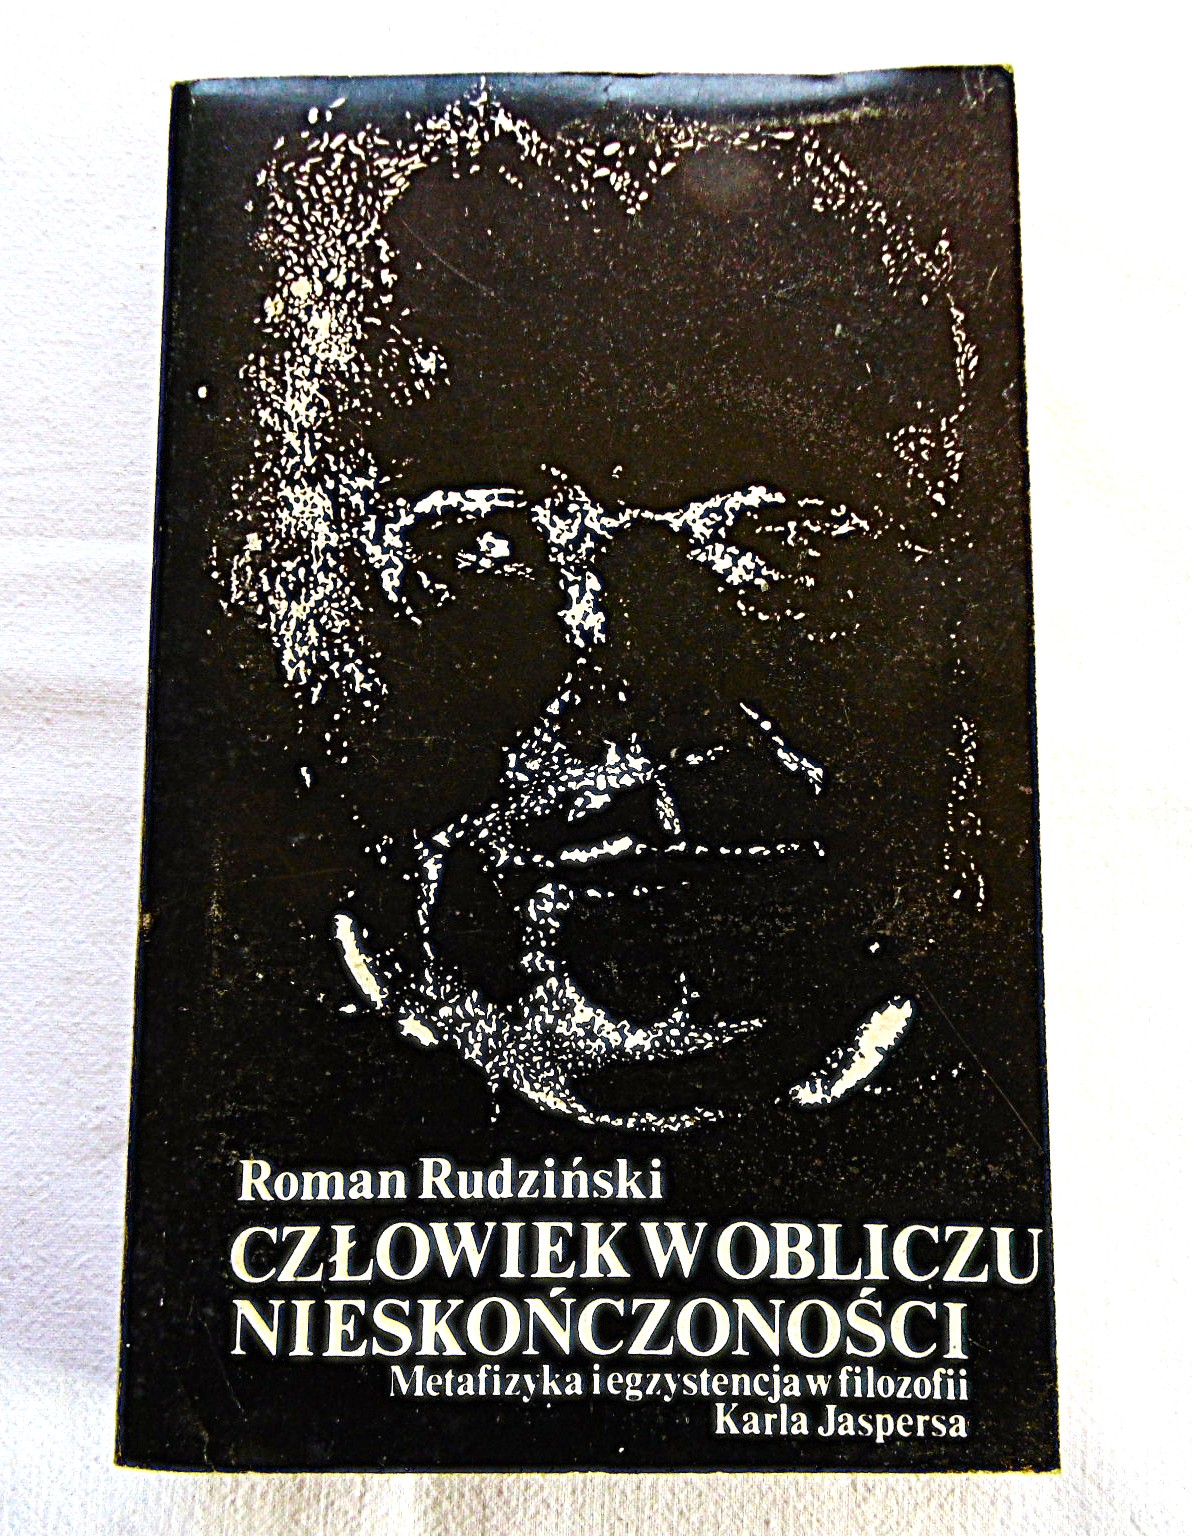 Roman Rudziński
CZŁOWIEK W OBLICZU
NIESKOŃCZONOŚCI
Metafizyka i egzystencja w filozofii
Karla Jaspersa